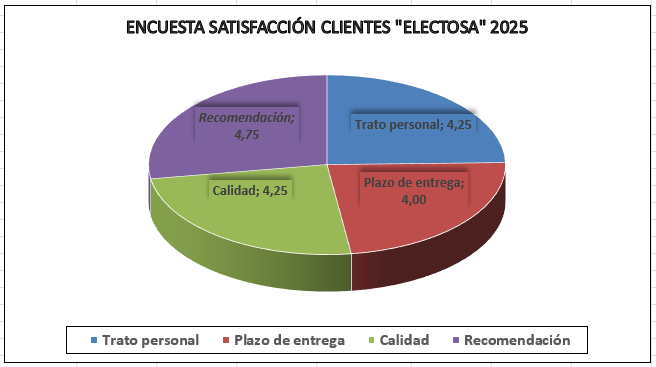 ENCUESTA SATISFACCIÓN CLIENTES "ELECTOSA" 2025
Recomendación;
4,75
Trato personal; 4,25
Plazo de entrega;
4,00
Calidad; 4,25
Trato personal
Plazo de entrega
Calidad
Recomendación